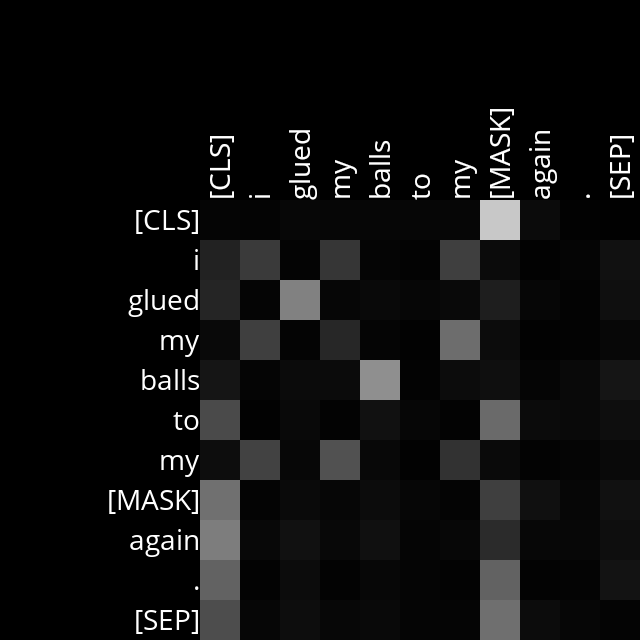 [CLS] i glued my balls to my [MASK] again . [SEP]
[CLS]
i
glued
my
balls
to
my
[MASK]
again
.
[SEP]